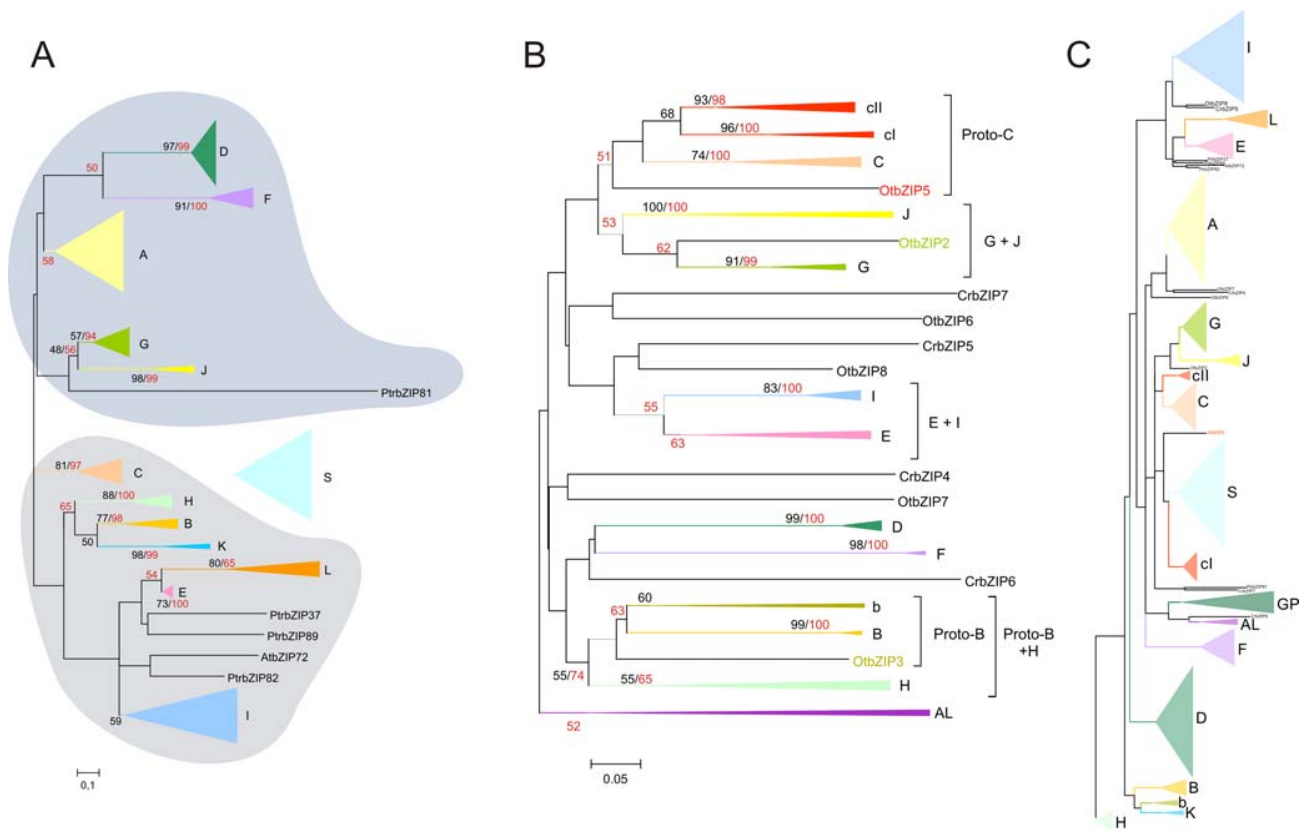 A
97/99
D
50
91/100
F
A
58
57/94
G
48/56
J
98/99
PtrbZIP81
81/97
C
S
88/100
H
65
77/98
B
50
K
98/99
80/65
L
54
E
73/100
PtrbZIP37
PtrbZIP89
AtbZIP72
PtrbZIP82
59
I
0,1
B
93/98
cII
68
96/100
cI
Proto-C
51
74/100
C
OtbZIP5
100/100
J
53
OtbZIP2
G + J
62
91/99
G
CrbZIP7
OtbZIP6
CrbZIP5
OtbZIP8
83/100
I
55
E + I
63
E
CrbZIP4
OtbZIP7
99/100
D
98/100
F
CrbZIP6
60
b
63
99/100
B
Proto-B
Proto-B
+H
OtbZIP3
55/74
55/65
H
AL
52
0.05
C
I
OtbZIP8
CrbZIP5
L
E
A
G
J
cII
C
S
cI
GP
AL
F
D
B
b
K
H